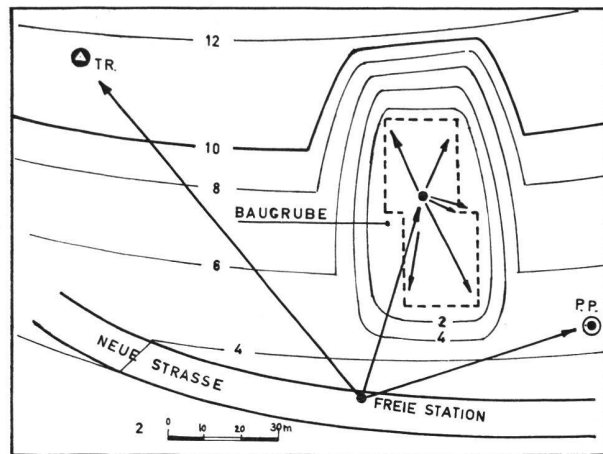 12
TR.
10
8
BAUGRUBE
6
2
4
P.P.
4
NEUE STRASSE
FREIE STATION
2
0 10 20 30m